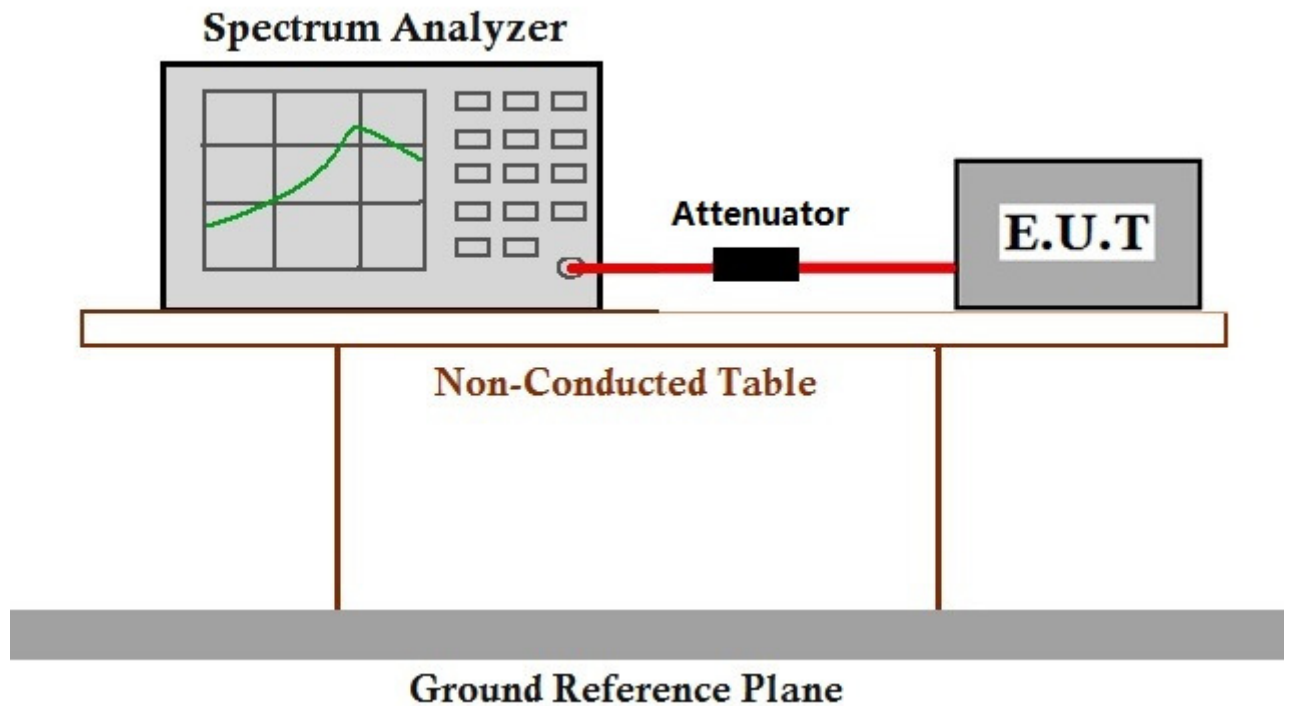 Spectrum Analyzer
Attenuator
E.U.T
Non-Conducted Table
Ground Reference Plane